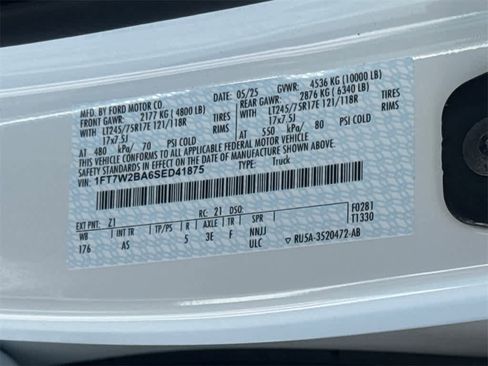 MFD. BY FORD MOTOR CO.
05/25 GVWR: 4536 KG (10000 LB)
FRONT GAWR: 2177 KG (4800 LB) REAR GAWR: 2876 KG (6340 LB)
WITH LT245/75R17E 121/118R TIRES WITH LT245/75R17E 121/118R TIRES
17x7.5J RIMS 17x7.5J RIMS
AT 480 kPa/ 70 PSI COLD AT 550 kPa/ 80 PSI COLD
THIS VEHICLE CONFORMS TO ALL APPLICABLE FEDERAL MOTOR VEHICLE
SAFETY STANDARDS IN EFFECT ON THE DATE OF MANUFACTURE SHOWN ABOVE.
VIN: 1FT7W2BA6SED41875
TYPE: Truck
F0281
T1330
EXT PNT: Z1 RC: 21 DSO:
WB INT TR TP/PS R AXLE TR SPR
176 AS 5 3E F NNJJ
ULC RU5A-3520472-AB